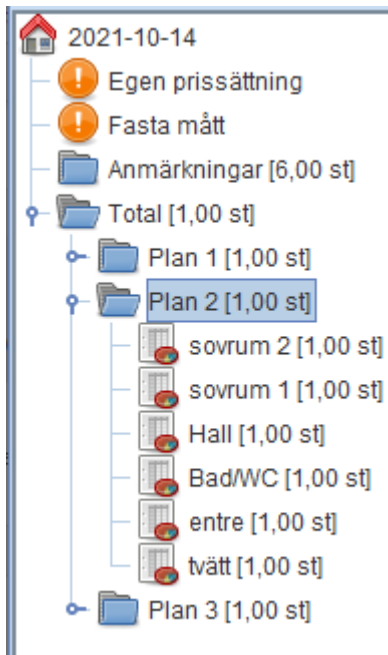 2021-10-14
Egen prissättning
Fasta mått
Anmärkningar [6,00 st]
Total [1,00 st]
Plan 1 [1,00 st]
Plan 2 [1,00 st]
sovrum 2 [1,00 st]
sovrum 1 [1,00 st]
Hall [1,00 st]
Bad/WC [1,00 st]
entre [1,00 st]
tvätt [1,00 st]
Plan 3 [1,00 st]